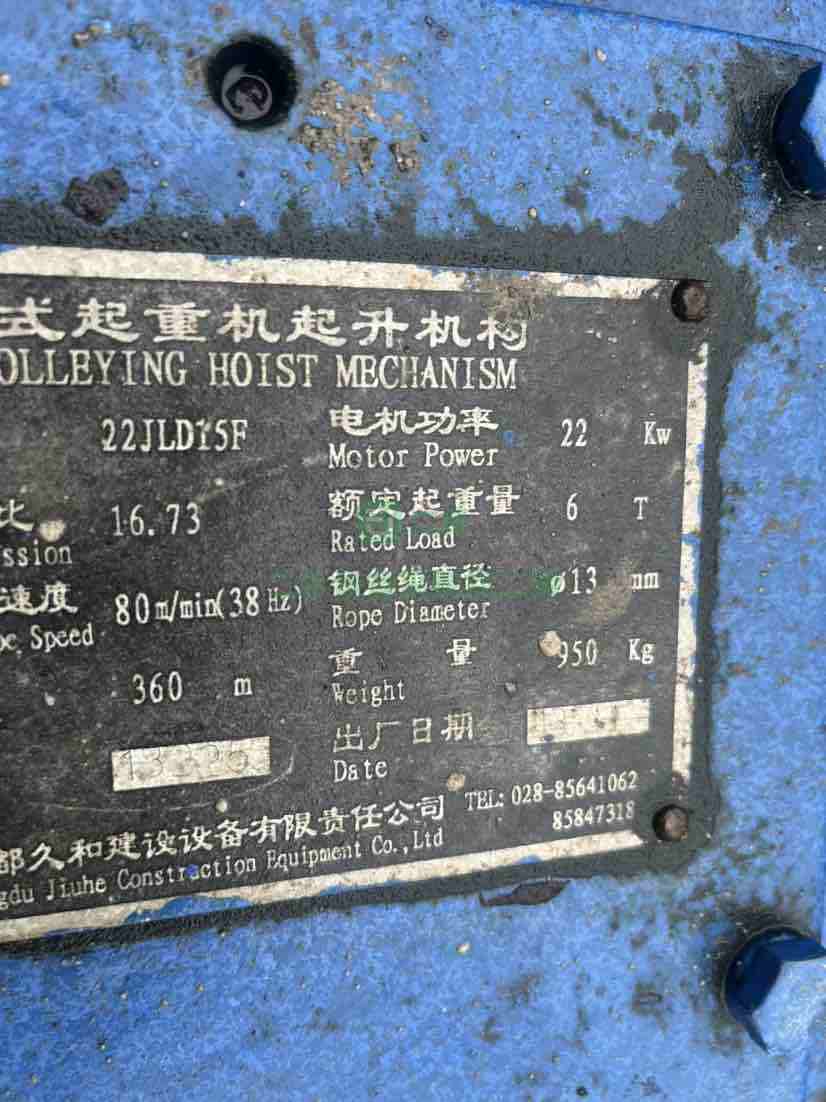 式起重机起升机构
OLLEYING HOIST MECHANISM
22JLD15F 电机功率 22 Kw
Motor Power
比 16.73 额定起重量 6 T
ssion Rated Load
速度 80m/min(38Hz) 钢丝绳直径 ø13 mm
pe Speed Rope Diameter
360 m 重 量 950 Kg
Weight
出厂日期
Date
都久和建设设备有限责任公司 TEL: 028-85641062
gdu Jiuhe Construction Equipment Co., Ltd 85847318